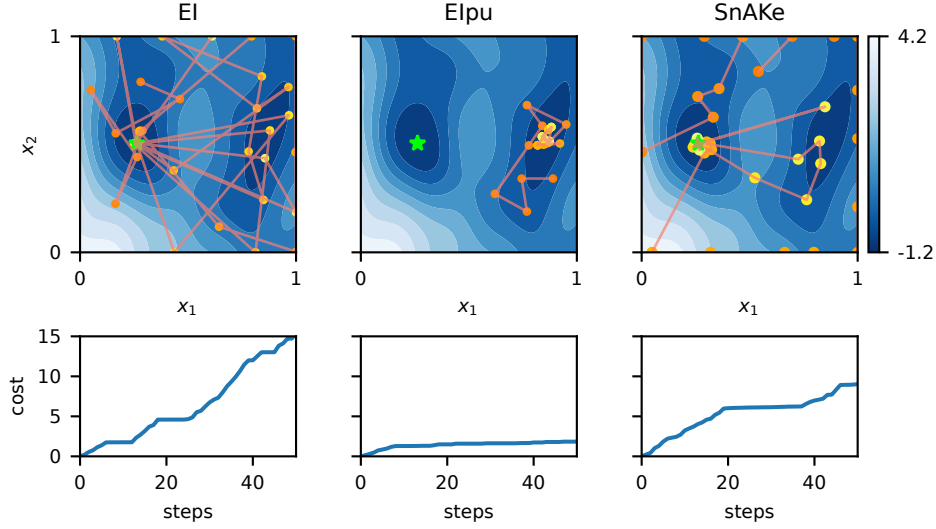 EI EIpu SnAKe
1 4.2
x₂
0 -1.2
0 1 0 1 0 1
x₁ x₁ x₁
15
10
cost
5
0
0 20 40 0 20 40 0 20 40
steps steps steps